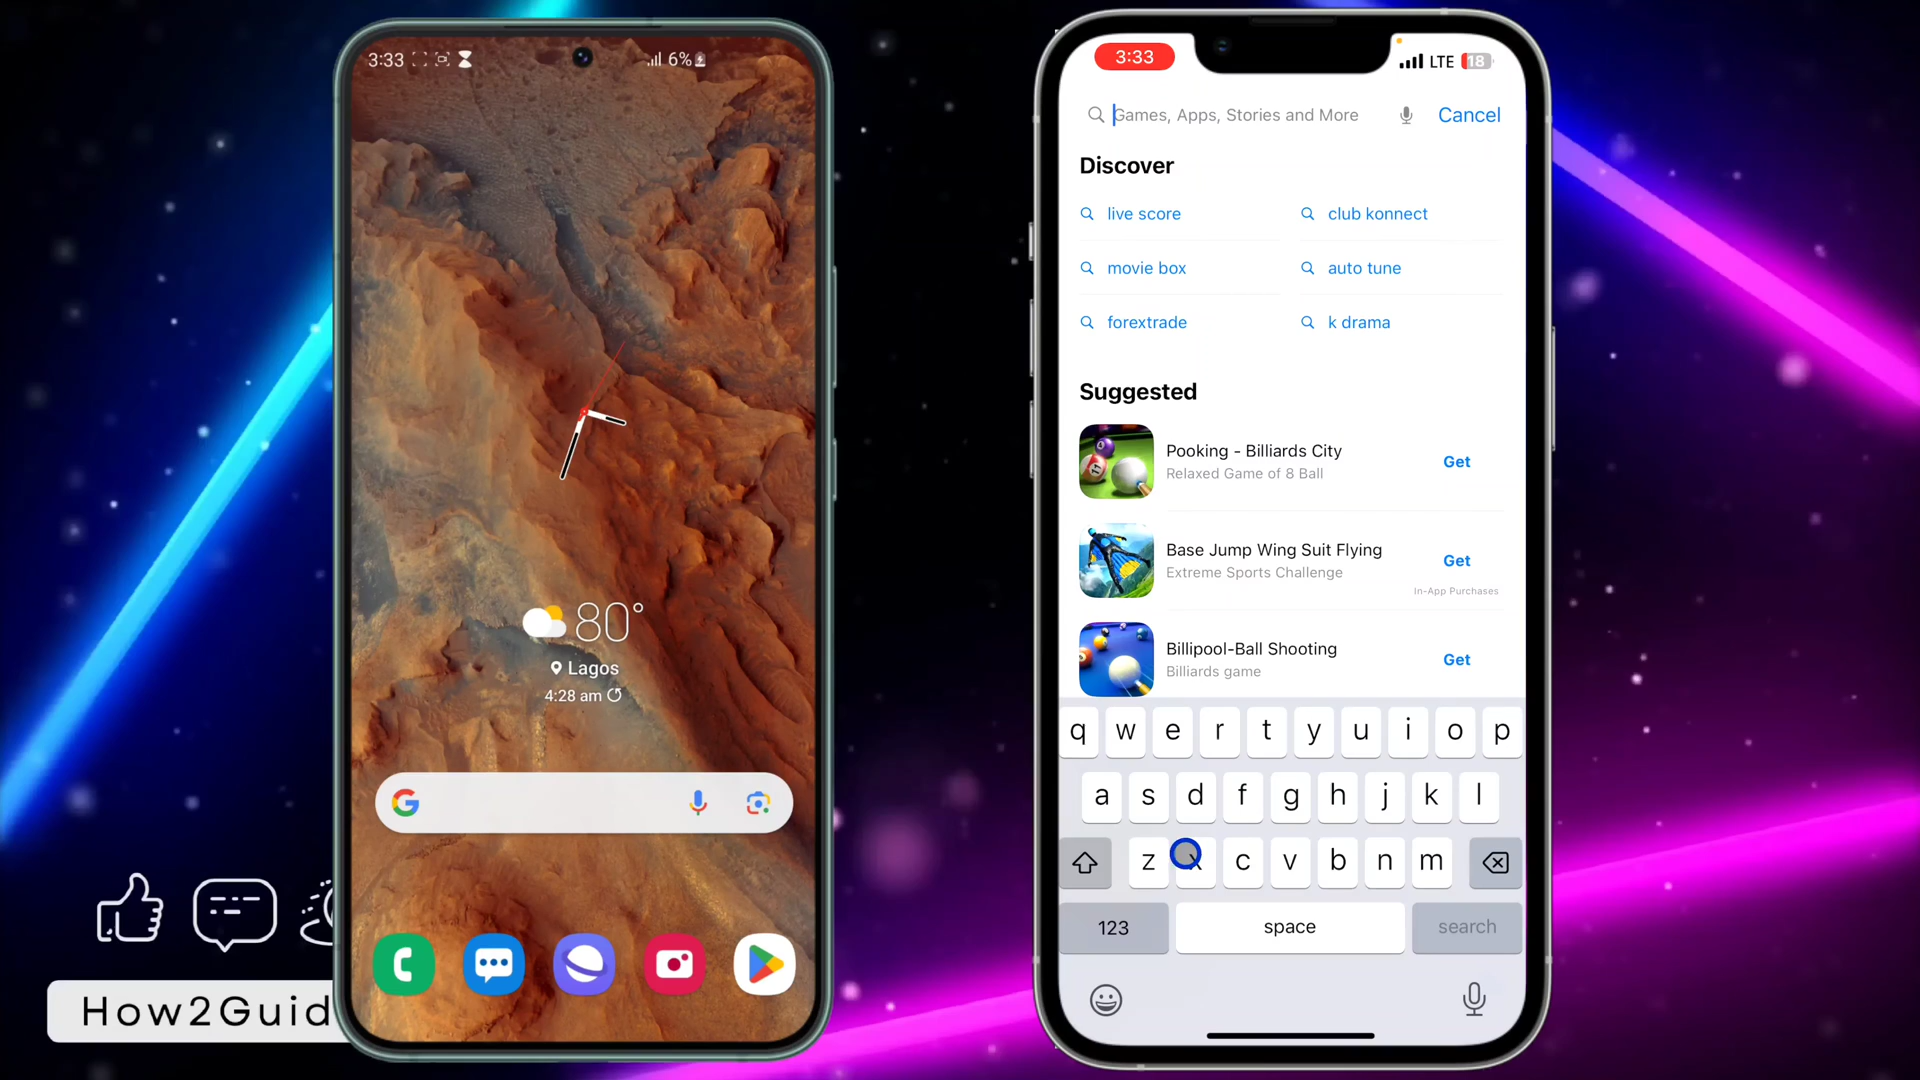 3:33
6%
80°
Lagos
4:28 am
How2Guid
3:33
LTE 18
Games, Apps, Stories and More
Cancel
Discover
live score
club konnect
movie box
auto tune
forextrade
k drama
Suggested
Pooking - Billiards City
Relaxed Game of 8 Ball
Get
Base Jump Wing Suit Flying
Extreme Sports Challenge
Get
In-App Purchases
Billipool-Ball Shooting
Billiards game
Get
q w e r t y u i o p
a s d f g h j k l
z x c v b n m
123
space
search